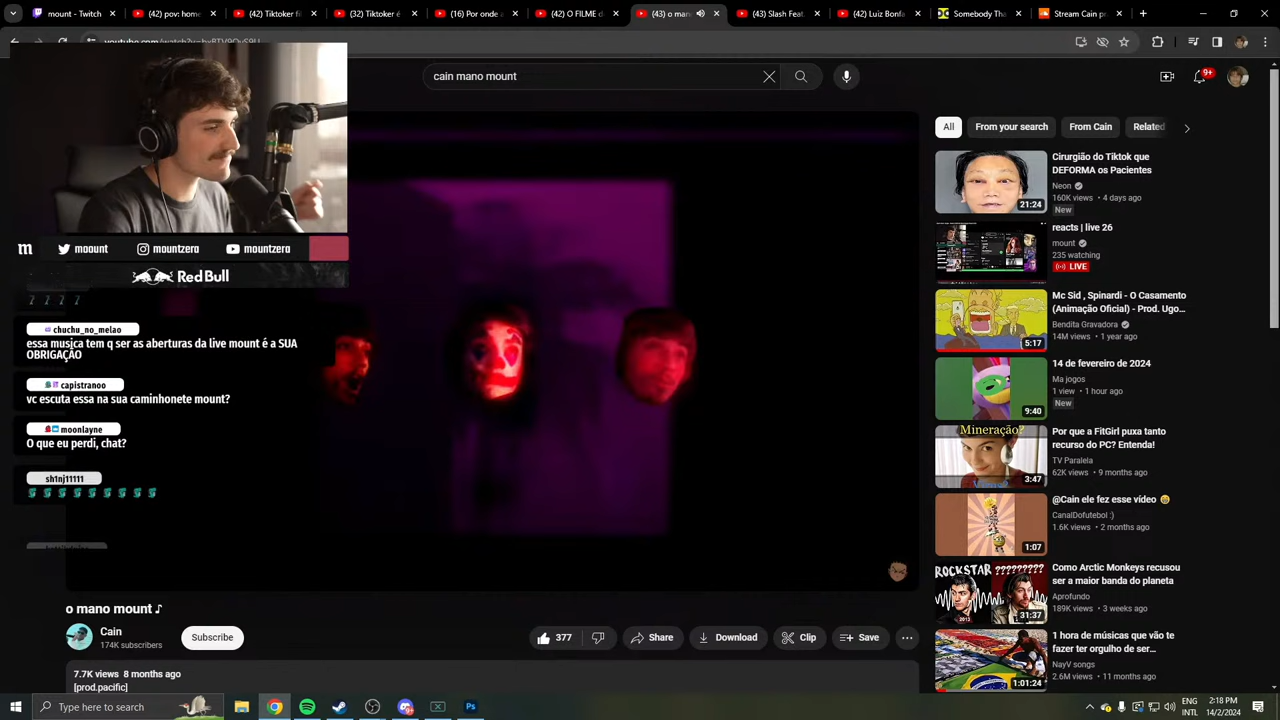 mount - Twitch
(42) pov: home
(42) Tiktoker fi
(32) Tiktoker é
(16) Por onde a
(42) O FILME d
(43) o man
(43) Slash Feat.
(42) Luiz Bonfa
Somebody Tha
Stream Cain p
cain mano mount
9+
m moount mountzero mountzero
Red Bull
chuchu_no_melao
essa musica tem q ser as aberturas da live mount é a SUA
OBRIGAÇÃO
capistranoo
vc escuta essa na sua caminhonete mount?
moonlayne
O que eu perdi, chat?
sh1nj11111
o mano mount ♪
Cain
174K subscribers
Subscribe
377
Share
Download
Clip
Save
7.7K views 8 months ago
[prod.pacific]
All
From your search
From Cain
Related
Cirurgião do Tiktok que
DEFORMA os Pacientes
Neon
160K views • 4 days ago
New
21:24
reacts | live 26
mount
235 watching
LIVE
Mc Sid , Spinardi - O Casamento
(Animação Oficial) - Prod. Ugo...
Bendita Gravadora
14M views • 1 year ago
5:17
14 de fevereiro de 2024
Ma jogos
1 view • 1 hour ago
New
9:40
Mineração?
Por que a FitGirl puxa tanto
recurso do PC? Entenda!
TV Paralela
62K views • 9 months ago
3:47
@Cain ele fez esse vídeo
CanalDofutebol :)
1.6K views • 2 months ago
1:07
ROCKSTAR
?????????
2013
Como Arctic Monkeys recusou
ser a maior banda do planeta
Aprofundo
189K views • 3 weeks ago
31:37
1 hora de músicas que vão te
fazer ter orgulho de ser...
NayV songs
2.6M views • 11 months ago
1:01:24
Type here to search
ENG
INTL
2:18 PM
14/2/2024